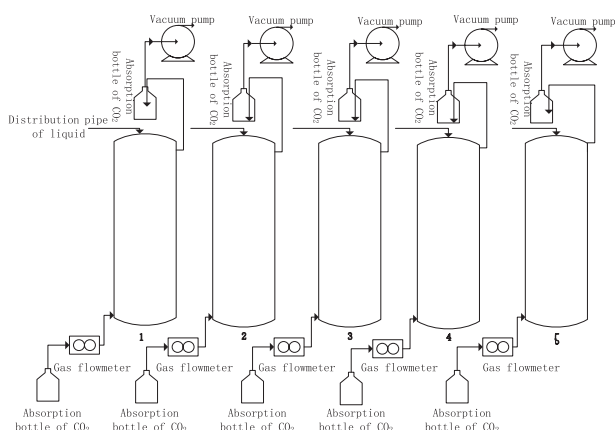 Vacuum pump
Vacuum pump
Vacuum pump
Vacuum pump
Vacuum pump
Absorption
bottle of CO₂
Absorption
bottle of CO₂
Absorption
bottle of CO₂
Absorption
bottle of CO₂
Absorption
bottle of CO₂
Distribution pipe
of liquid
1
2
3
4
5
Gas flowmeter
Gas flowmeter
Gas flowmeter
Gas flowmeter
Gas flowmeter
Absorption
bottle of CO₂
Absorption
bottle of CO₂
Absorption
bottle of CO₂
Absorption
bottle of CO₂
Absorption
bottle of CO₂